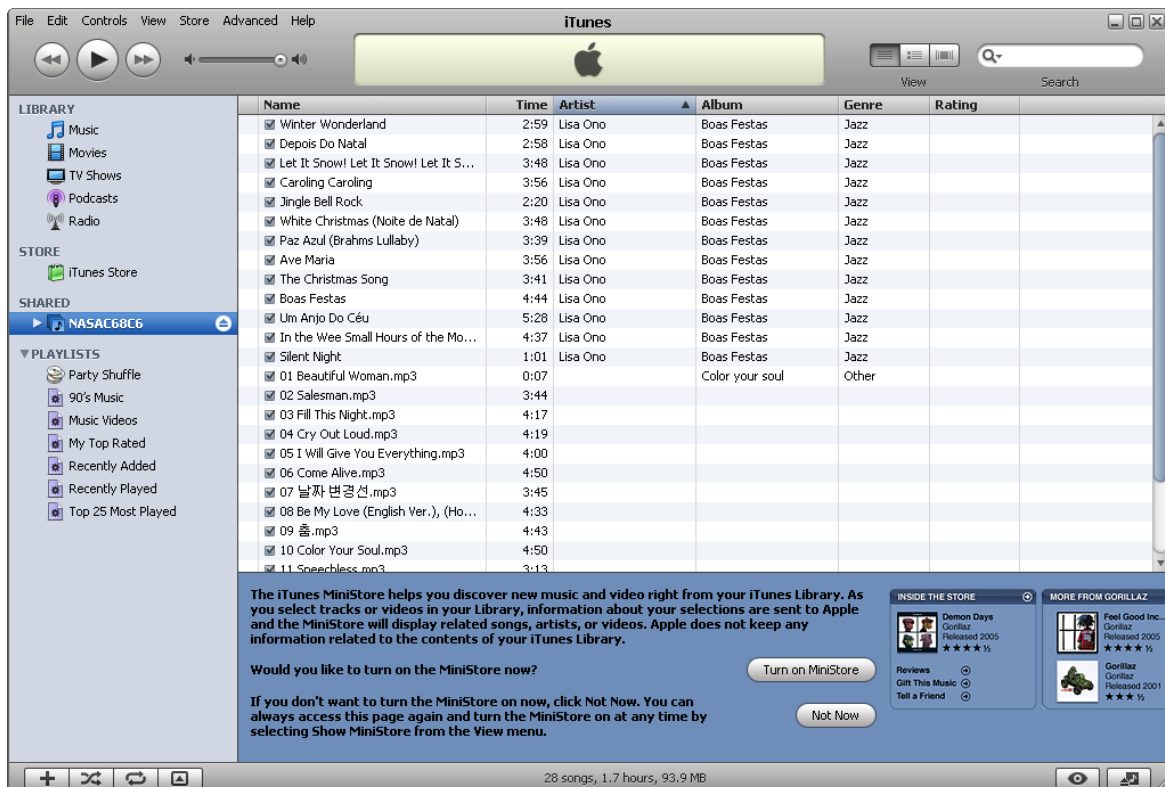 File Edit Controls View Store Advanced Help
iTunes
View
Search
LIBRARY
Music
Movies
TV Shows
Podcasts
Radio
STORE
iTunes Store
SHARED
NASAC68C6
PLAYLISTS
Party Shuffle
90's Music
Music Videos
My Top Rated
Recently Added
Recently Played
Top 25 Most Played
Name Time Artist Album Genre Rating
Winter Wonderland 2:59 Lisa Ono Boas Festas Jazz
Depois Do Natal 2:58 Lisa Ono Boas Festas Jazz
Let It Snow! Let It Snow! Let It S... 3:48 Lisa Ono Boas Festas Jazz
Caroling Caroling 3:56 Lisa Ono Boas Festas Jazz
Jingle Bell Rock 2:20 Lisa Ono Boas Festas Jazz
White Christmas (Noite de Natal) 3:48 Lisa Ono Boas Festas Jazz
Paz Azul (Brahms Lullaby) 3:39 Lisa Ono Boas Festas Jazz
Ave Maria 3:56 Lisa Ono Boas Festas Jazz
The Christmas Song 3:41 Lisa Ono Boas Festas Jazz
Boas Festas 4:44 Lisa Ono Boas Festas Jazz
Um Anjo Do Céu 5:28 Lisa Ono Boas Festas Jazz
In the Wee Small Hours of the Mo... 4:37 Lisa Ono Boas Festas Jazz
Silent Night 1:01 Lisa Ono Boas Festas Jazz
01 Beautiful Woman.mp3 0:07 Color your soul Other
02 Salesman.mp3 3:44
03 Fill This Night.mp3 4:17
04 Cry Out Loud.mp3 4:19
05 I Will Give You Everything.mp3 4:00
06 Come Alive.mp3 4:50
07 날짜 변경선.mp3 3:45
08 Be My Love (English Ver.), (Ho... 4:33
09 춤.mp3 4:43
10 Color Your Soul.mp3 4:50
11 Speechless.mp3 3:13
The iTunes MiniStore helps you discover new music and video right from your iTunes Library. As
you select tracks or videos in your Library, information about your selections are sent to Apple
and the MiniStore will display related songs, artists, or videos. Apple does not keep any
information related to the contents of your iTunes Library.
Would you like to turn on the MiniStore now?
Turn on MiniStore
If you don't want to turn the MiniStore on now, click Not Now. You can
always access this page again and turn the MiniStore on at any time by
selecting Show MiniStore from the View menu.
Not Now
INSIDE THE STORE
Demon Days
Gorillaz
Released 2005
Reviews
Gift This Music
Tell a Friend
MORE FROM GORILLAZ
Feel Good Inc...
Gorillaz
Released 2005
Gorillaz
Gorillaz
Released 2001
28 songs, 1.7 hours, 93.9 MB